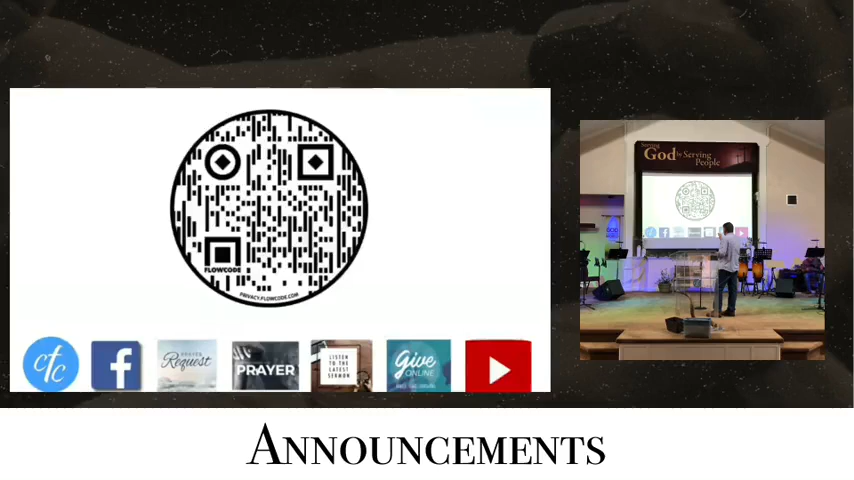 FLOWCODE
PRIVACY.FLOWCODE.COM
cfc
f
PRAYER
Request
PRAYER
LISTEN
TO THE
LATEST
SERMON
Give
ONLINE
Serving
God by Serving
People
ANNOUNCEMENTS